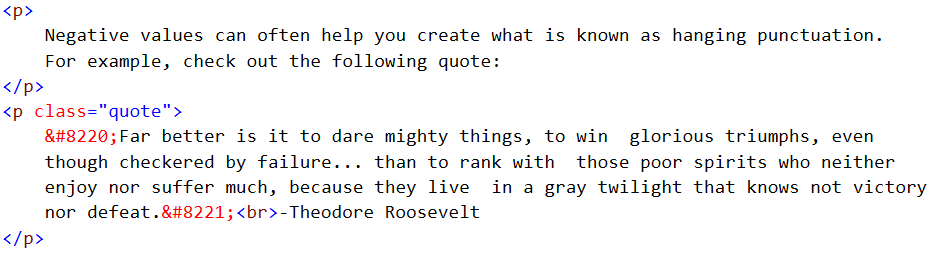 <p>
    Negative values can often help you create what is known as hanging punctuation.
    For example, check out the following quote:
</p>
<p class="quote">
    &#8220;Far better is it to dare mighty things, to win  glorious triumphs, even
    though checkered by failure... than to rank with  those poor spirits who neither
    enjoy nor suffer much, because they live  in a gray twilight that knows not victory
    nor defeat.&#8221;<br>-Theodore Roosevelt
</p>